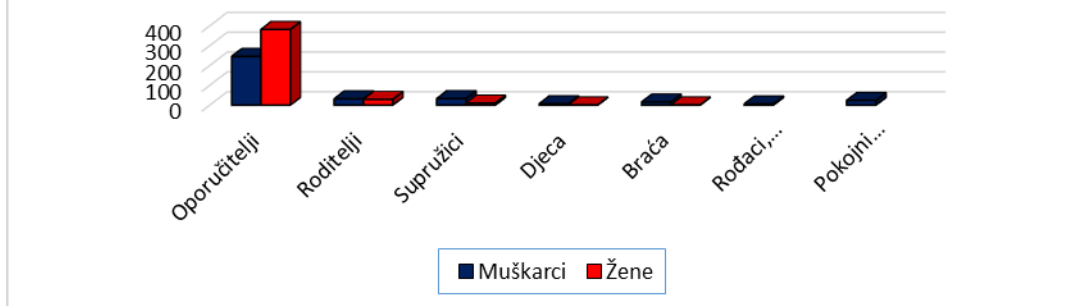 400
300
200
100
0
Oporučitelji
Roditelji
Supružici
Djeca
Braća
Rođaci,...
Pokojni...
Muškarci Žene